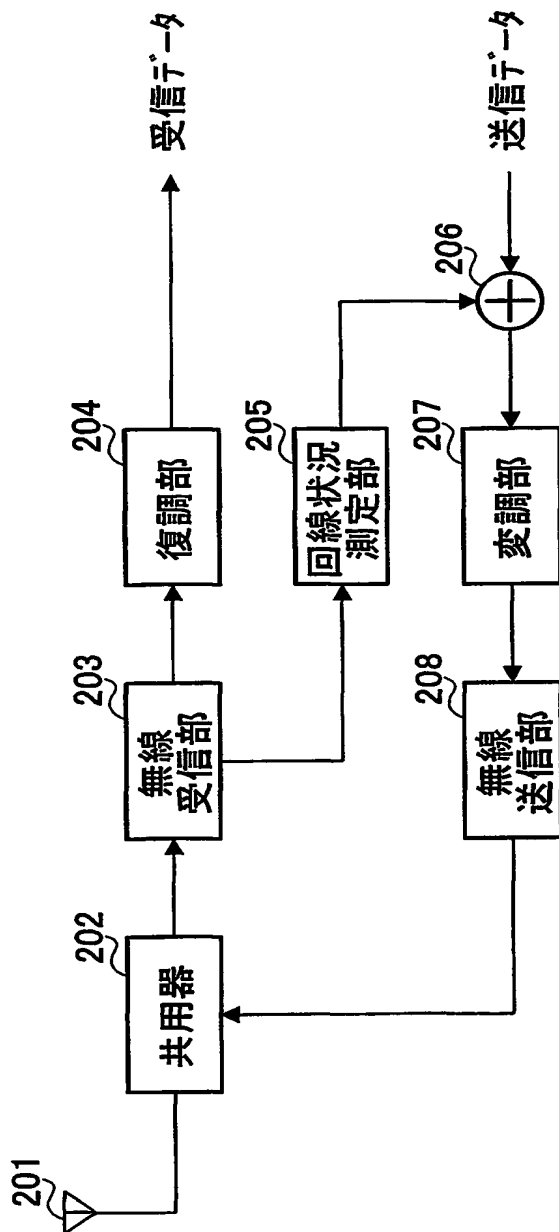 201
202
共用器
203
無線
受信部
204
復調部
受信データ
205
回線状況
測定部
206
送信データ
207
変調部
208
無線
送信部